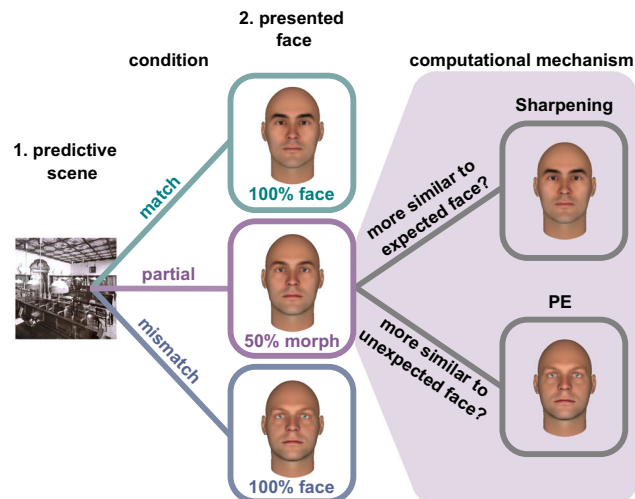 2. presented
face
condition
computational mechanism
Sharpening
1. predictive
scene
match
100% face
more similar to
expected face?
partial
50% morph
PE
mismatch
more similar to
unexpected face?
100% face